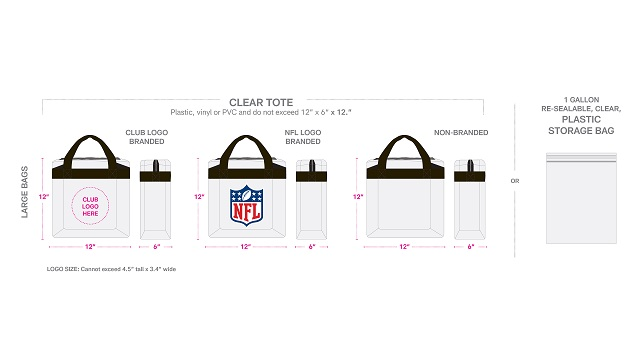 CLEAR TOTE
Plastic, vinyl or PVC and do not exceed 12" x 6" x 12."
LARGE BAGS
CLUB LOGO
BRANDED
12"
CLUB
LOGO
HERE
12"
6"
NFL LOGO
BRANDED
12"
NFL
12"
6"
NON-BRANDED
12"
12"
6"
LOGO SIZE: Cannot exceed 4.5" tall x 3.4" wide
OR
1 GALLON
RE-SEALABLE, CLEAR,
PLASTIC
STORAGE BAG